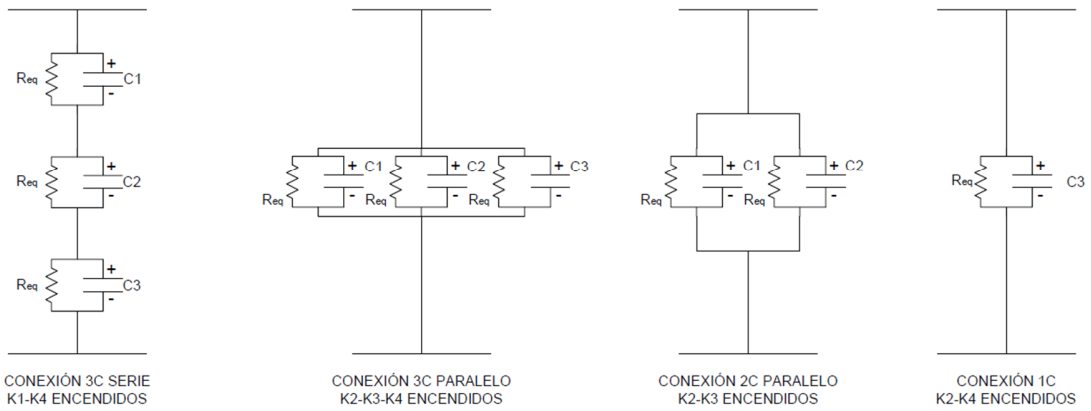 +
Req
C1
-
+
Req
C2
-
+
Req
C3
-
CONEXIÓN 3C SERIE
K1-K4 ENCENDIDOS
+ C1
+ C2
+ C3
-
-
-
Req
Req
Req
CONEXIÓN 3C PARALELO
K2-K3-K4 ENCENDIDOS
+ C1
+ C2
-
-
Req
Req
CONEXIÓN 2C PARALELO
K2-K3 ENCENDIDOS
+
Req
C3
-
CONEXIÓN 1C
K2-K4 ENCENDIDOS